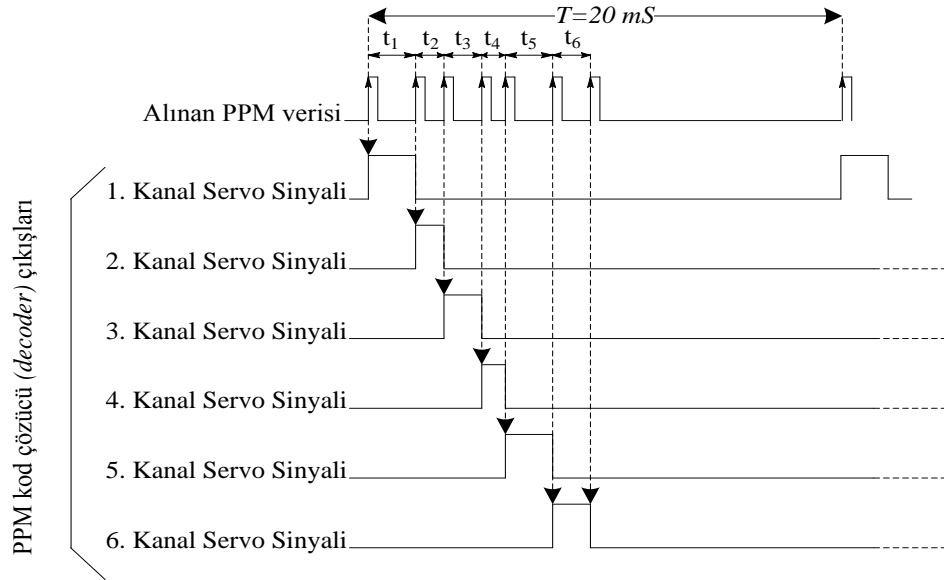 T=20 mS
t1 t2 t3 t4 t5 t6
Alınan PPM verisi
1. Kanal Servo Sinyali
2. Kanal Servo Sinyali
3. Kanal Servo Sinyali
4. Kanal Servo Sinyali
5. Kanal Servo Sinyali
6. Kanal Servo Sinyali
PPM kod çözücü (decoder) çıkışları